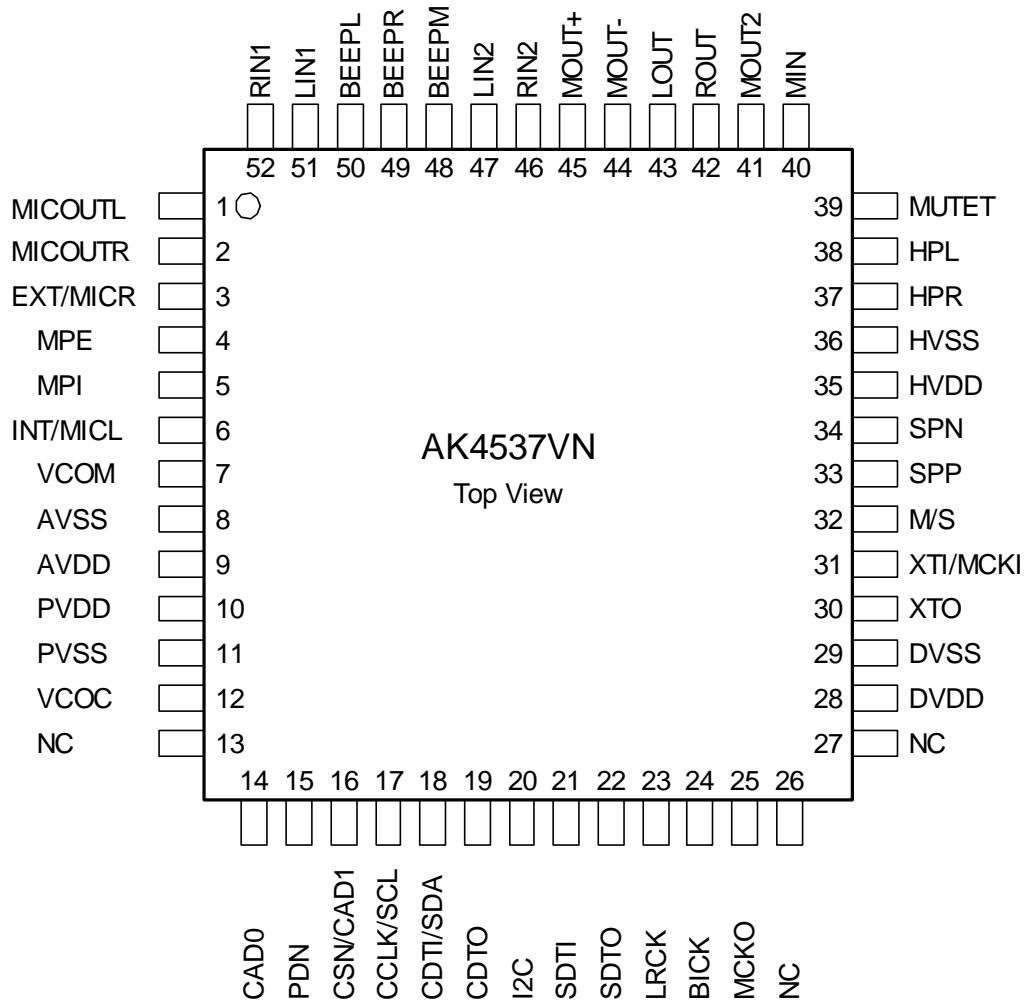 RIN1
LIN1
BEEPL
BEEPR
BEEPM
LIN2
RIN2
MOUT+
MOUT-
LOUT
ROUT
MOUT2
MIN
52 51 50 49 48 47 46 45 44 43 42 41 40
MICOUTL 1 39 MUTET
MICOUTR 2 38 HPL
EXT/MICR 3 37 HPR
MPE 4 36 HVSS
MPI 5 35 HVDD
INT/MICL 6 34 SPN
VCOM 7 33 SPP
AVSS 8 32 M/S
AVDD 9 31 XTI/MCKI
PVDD 10 30 XTO
PVSS 11 29 DVSS
VCOC 12 28 DVDD
NC 13 27 NC
AK4537VN
Top View
14 15 16 17 18 19 20 21 22 23 24 25 26
CAD0
PDN
CSN/CAD1
CCLK/SCL
CDTI/SDA
CDTO
I2C
SDTI
SDTO
LRCK
BICK
MCKO
NC